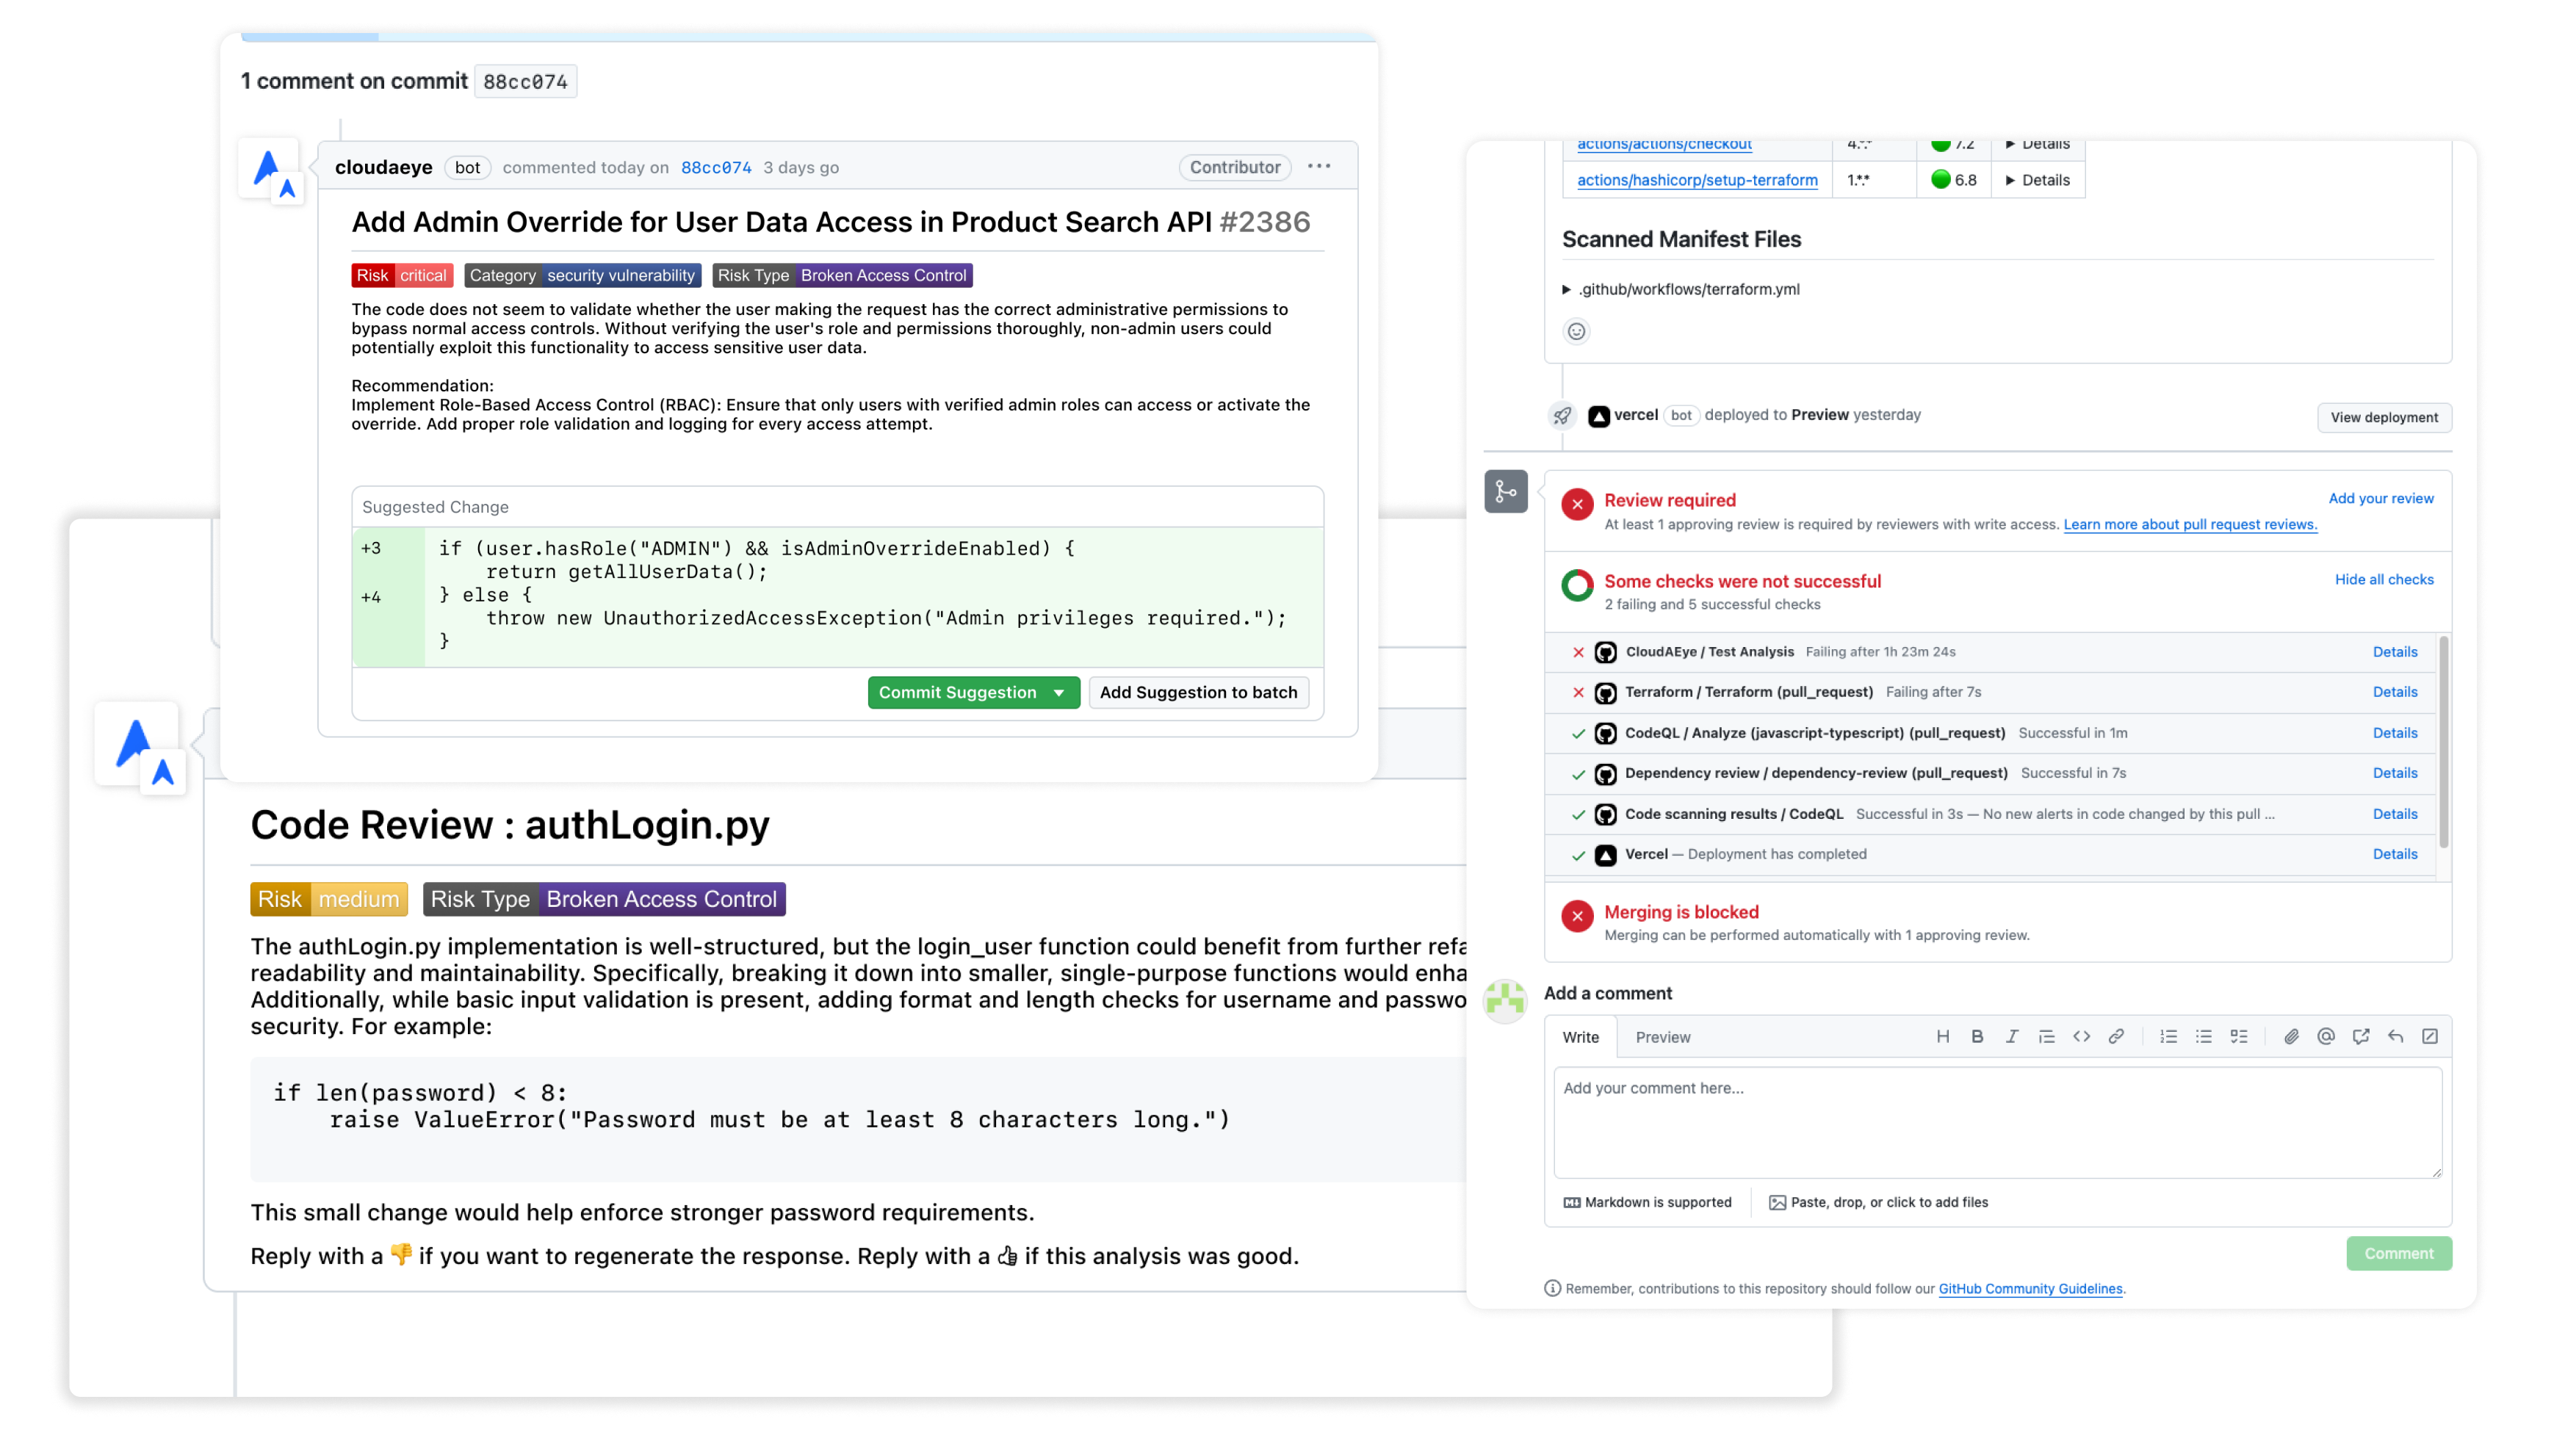 1 comment on commit 88cc074
cloudaeye bot commented today on 88cc074 3 days go Contributor
Add Admin Override for User Data Access in Product Search API #2386
Risk critical Category security vulnerability Risk Type Broken Access Control
The code does not seem to validate whether the user making the request has the correct administrative permissions to
bypass normal access controls. Without verifying the user's role and permissions thoroughly, non-admin users could
potentially exploit this functionality to access sensitive user data.
Recommendation:
Implement Role-Based Access Control (RBAC): Ensure that only users with verified admin roles can access or activate the
override. Add proper role validation and logging for every access attempt.
Suggested Change
+3 if (user.hasRole("ADMIN") && isAdminOverrideEnabled) {
return getAllUserData();
+4 } else {
throw new UnauthorizedAccessException("Admin privileges required.");
}
Commit Suggestion Add Suggestion to batch
Code Review : authLogin.py
Risk medium Risk Type Broken Access Control
The authLogin.py implementation is well-structured, but the login_user function could benefit from further refa
readability and maintainability. Specifically, breaking it down into smaller, single-purpose functions would enha
Additionally, while basic input validation is present, adding format and length checks for username and passwo
security. For example:
if len(password) < 8:
raise ValueError("Password must be at least 8 characters long.")
This small change would help enforce stronger password requirements.
Reply with a 👎 if you want to regenerate the response. Reply with a 👍 if this analysis was good.
actions/actions/checkout 4.*.* 7.2 Details
actions/hashicorp/setup-terraform 1.*.* 6.8 Details
Scanned Manifest Files
.github/workflows/terraform.yml
vercel bot deployed to Preview yesterday View deployment
Review required Add your review
At least 1 approving review is required by reviewers with write access. Learn more about pull request reviews.
Some checks were not successful Hide all checks
2 failing and 5 successful checks
CloudAEye / Test Analysis Failing after 1h 23m 24s Details
Terraform / Terraform (pull_request) Failing after 7s Details
CodeQL / Analyze (javascript-typescript) (pull_request) Successful in 1m Details
Dependency review / dependency-review (pull_request) Successful in 7s Details
Code scanning results / CodeQL Successful in 3s — No new alerts in code changed by this pull ... Details
Vercel — Deployment has completed Details
Merging is blocked
Merging can be performed automatically with 1 approving review.
Add a comment
Write Preview
Add your comment here...
Markdown is supported Paste, drop, or click to add files
Comment
Remember, contributions to this repository should follow our GitHub Community Guidelines.